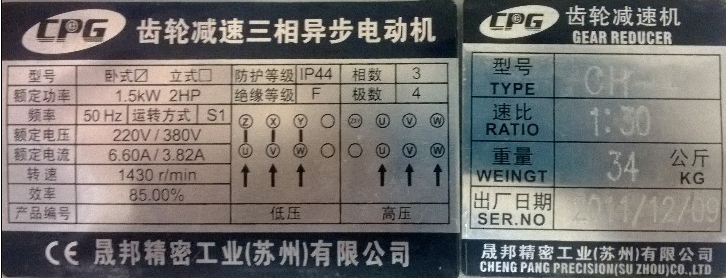 CPG 齿轮减速三相异步电动机
型号 卧式☑ 立式☐ 防护等级 IP44 相数 3
额定功率 1.5kW 2HP 绝缘等级 F 极数 4
频率 50 Hz 运转方式 S1
额定电压 220V / 380V
Z X Y U V W
额定电流 6.60A / 3.82A
U V W U V W
转速 1430 r/min
效率 85.00%
产品编号 低压 高压
CE 晟邦精密工业(苏州)有限公司
CPG 齿轮减速机
GEAR REDUCER
型号 CH
TYPE
速比 1:30
RATIO
重量 34 公斤
WEINGT KG
出厂日期 2011/12/09
SER.NO
晟邦精密工业(苏州)有限公司
CHENG PANG PRECISION(SU ZHOU)CO.,LTD